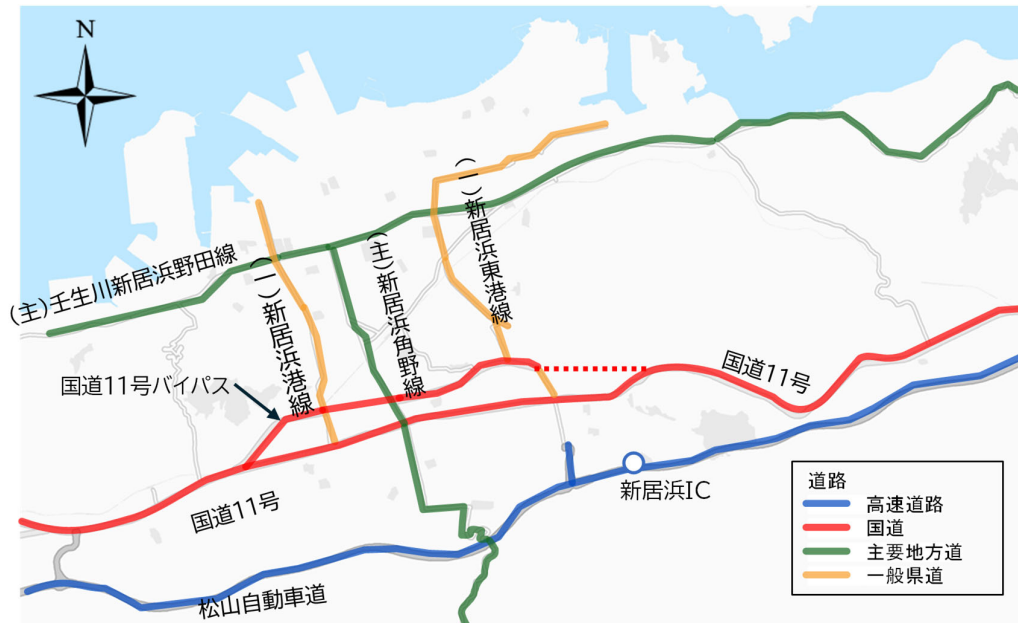 N
(主)壬生川新居浜野田線
(一)新居浜港線
(主)新居浜角野線
(一)新居浜東港線
国道11号バイパス
国道11号
国道11号
新居浜IC
松山自動車道
道路
高速道路
国道
主要地方道
一般県道